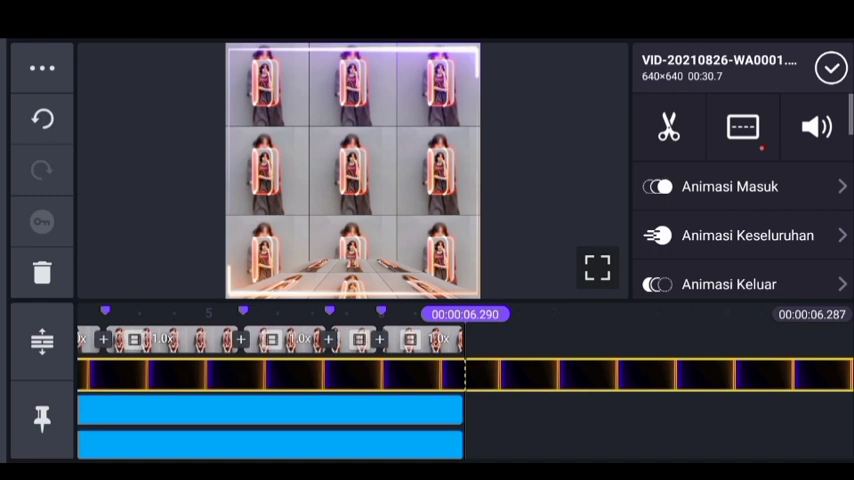 VID-20210826-WA0001....
640×640 00:30.7
Animasi Masuk
Animasi Keseluruhan
Animasi Keluar
5
00:00:06.290
00:00:06.287
1.0x
1.0x
1.0x